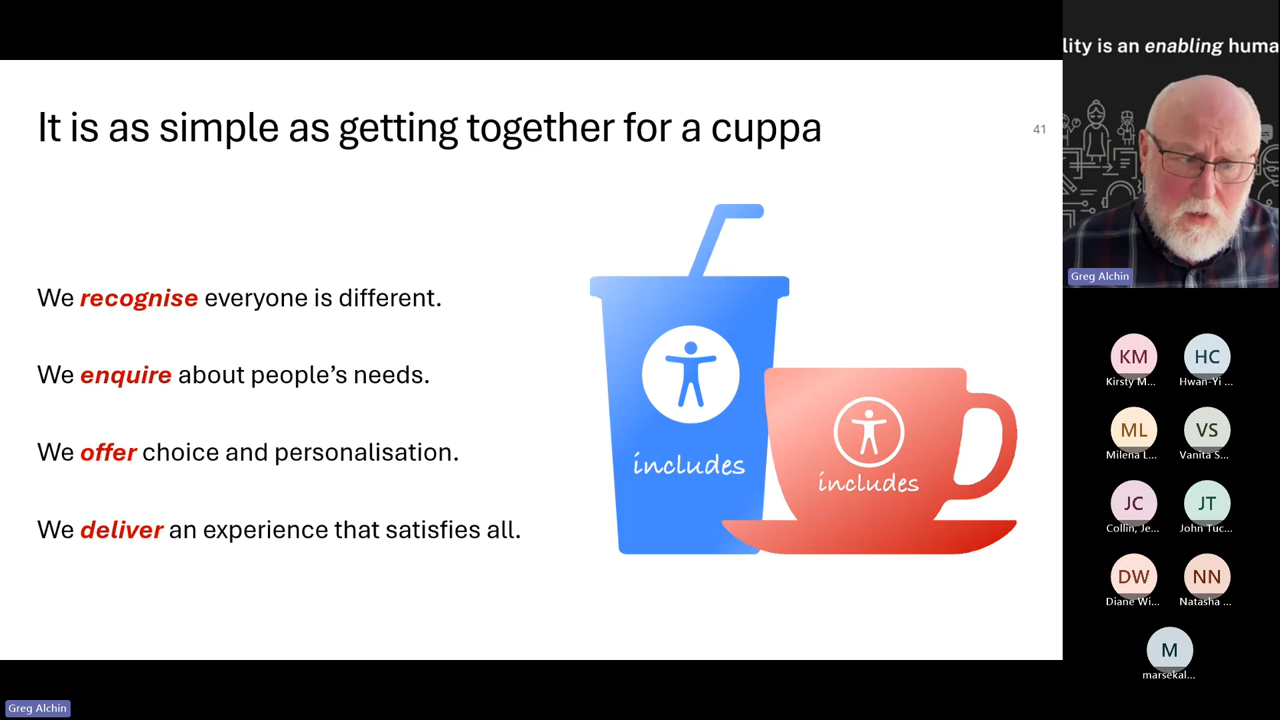 It is as simple as getting together for a cuppa
41
We recognise everyone is different.
We enquire about people's needs.
We offer choice and personalisation.
We deliver an experience that satisfies all.
includes
includes
lity is an enabling huma
Greg Alchin
KM
HC
Kirsty M...
Hwan-Yi ...
ML
VS
Milena L...
Vanita S...
JC
JT
Collin, Je...
John Tuc...
DW
NN
Diane Wi...
Natasha ...
M
marsekal...
Greg Alchin